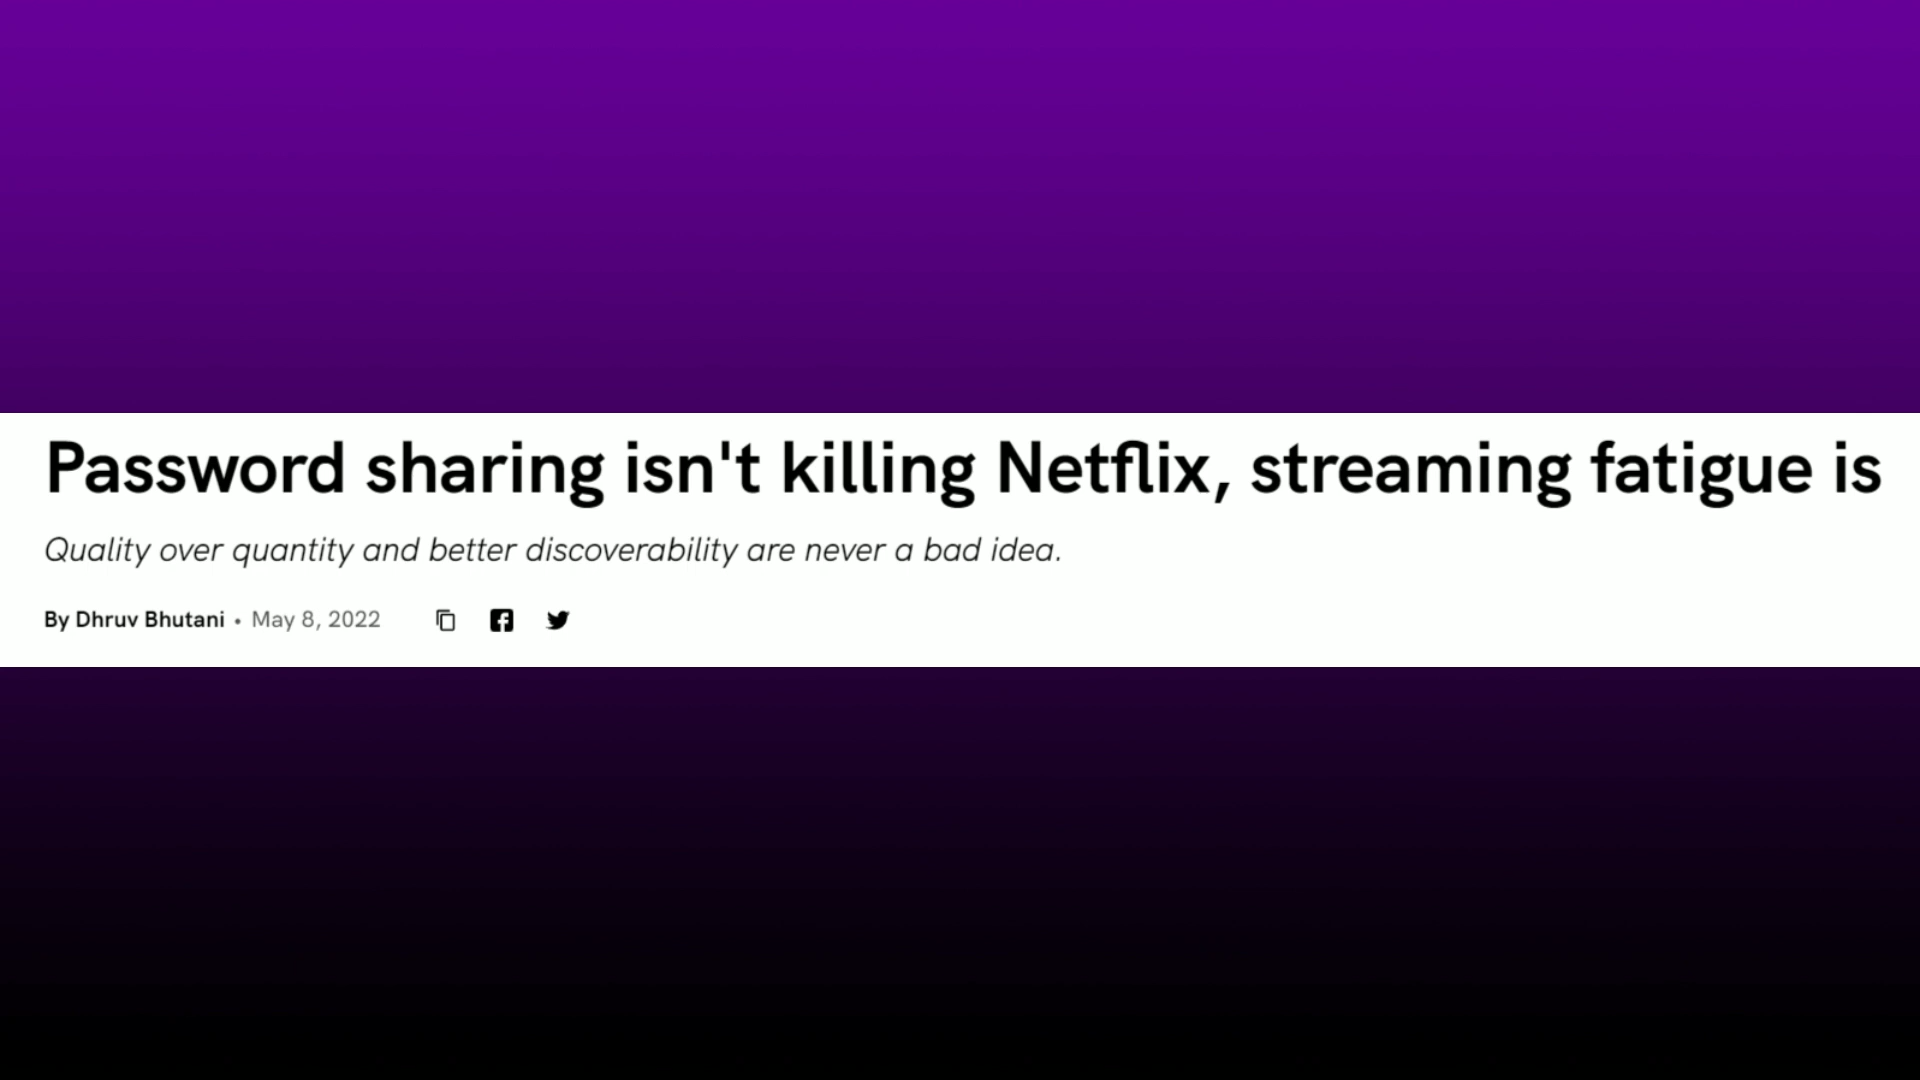 Password sharing isn't killing Netflix, streaming fatigue is
Quality over quantity and better discoverability are never a bad idea.
By Dhruv Bhutani • May 8, 2022